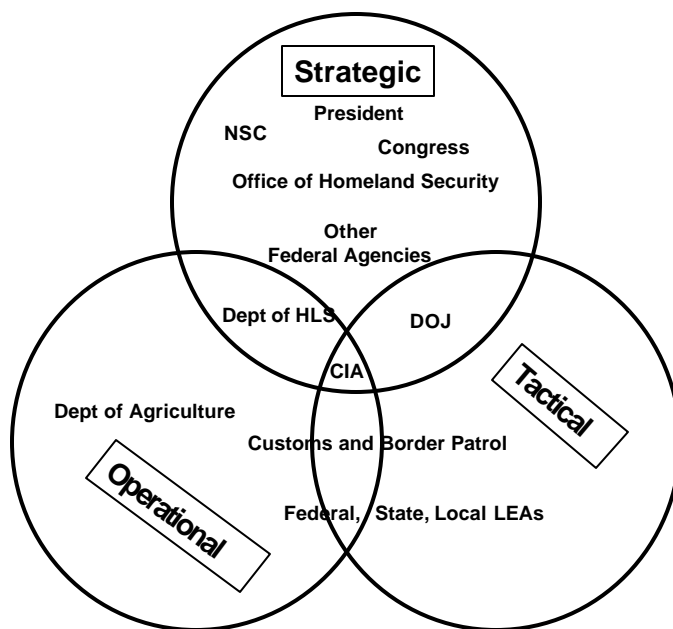 Strategic
President
NSC
Congress
Office of Homeland Security
Other
Federal Agencies
Dept of HLS
DOJ
CIA
Tactical
Dept of Agriculture
Customs and Border Patrol
Operational
Federal, State, Local LEAs